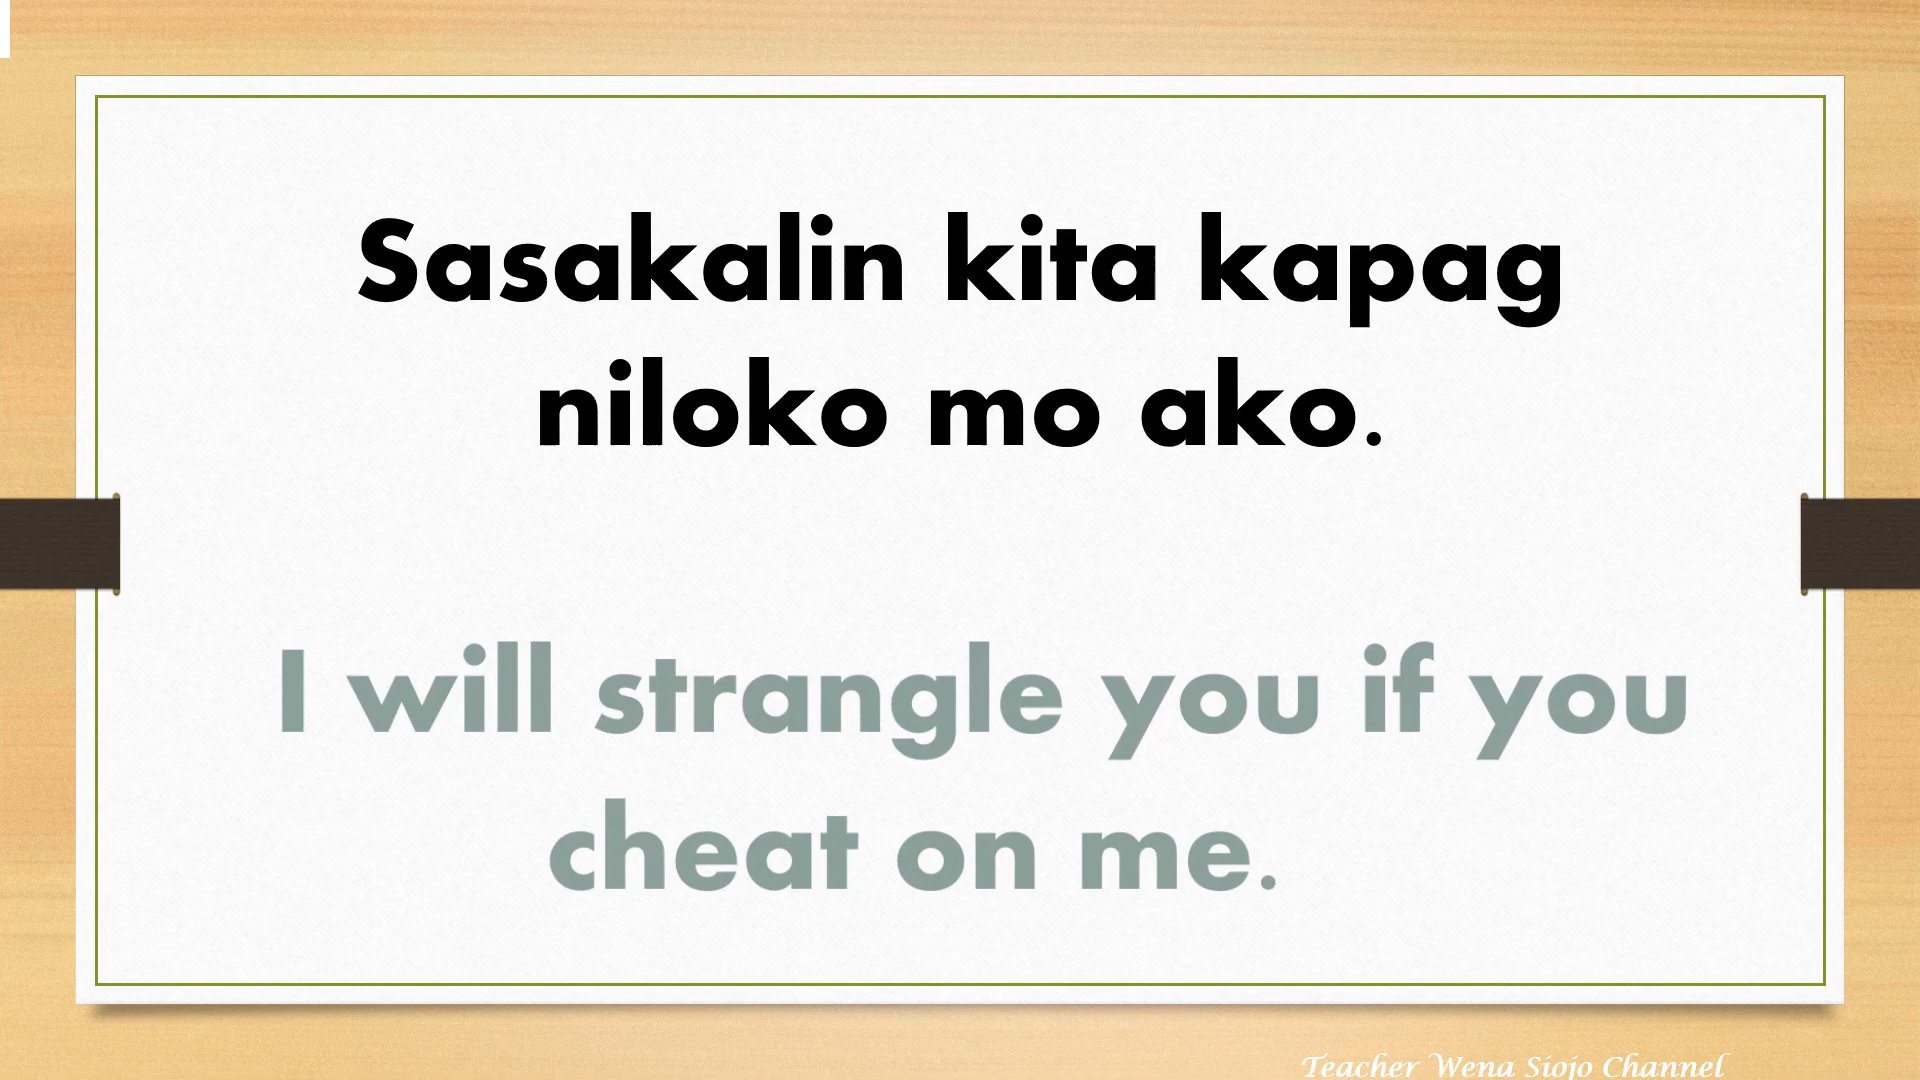 Sasakalin kita kapag
niloko mo ako.
I will strangle you if you
cheat on me.
Teacher Wena Siojo Channel